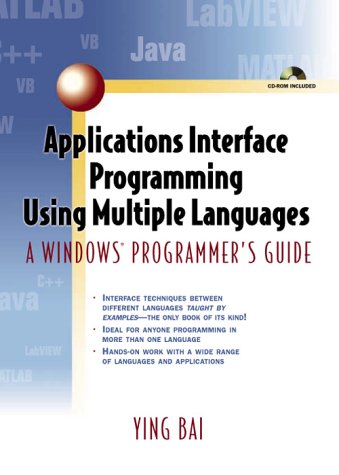 MATLAB
LabVIEW
C++
VB
Java
VB
MATLAB
CD-ROM INCLUDED
Applications Interface
Programming
Using Multiple Languages
A WINDOWS® PROGRAMMER'S GUIDE
• INTERFACE TECHNIQUES BETWEEN
DIFFERENT LANGUAGES TAUGHT BY
EXAMPLES—THE ONLY BOOK OF ITS KIND!
• IDEAL FOR ANYONE PROGRAMMING IN
MORE THAN ONE LANGUAGE
• HANDS-ON WORK WITH A WIDE RANGE
OF LANGUAGES AND APPLICATIONS
C++
ava
VB
LabVIEW
ATLAB
YING BAI